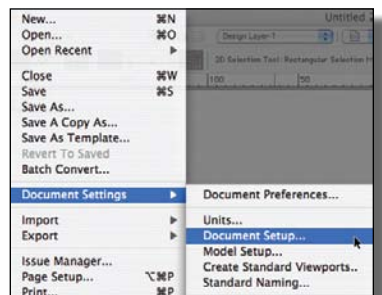 New... ⌘N
Untitled
Open... ⌘O
Design Layer-1
Open Recent
2D Selection Tool: Rectangular Selection
Close ⌘W
100 50
Save ⌘S
Save As...
Save A Copy As...
Save As Template...
Revert To Saved
Batch Convert...
Document Settings
Document Preferences...
Import
Units...
Export
Document Setup...
Model Setup...
Issue Manager...
Create Standard Viewports..
Page Setup... ⌥⌘P
Standard Naming...
Print... ⌘P